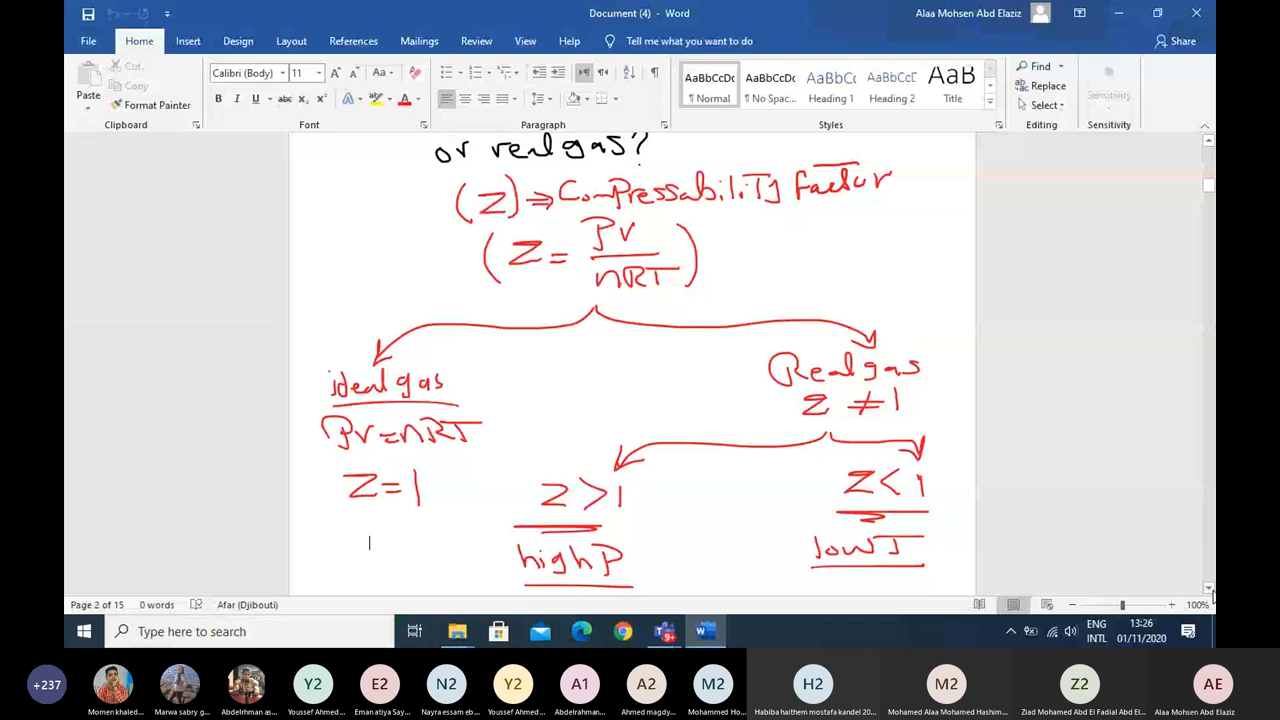 Document (4) - Word
Alaa Mohsen Abd Elaziz
File Home Insert Design Layout References Mailings Review View Help Tell me what you want to do Share
Paste
Cut
Copy
Format Painter
Clipboard
Calibri (Body) 11
Font
Paragraph
AaBbCcDc AaBbCcDc AaBbCc AaBbCcD AaB
¶ Normal ¶ No Spac... Heading 1 Heading 2 Title
Styles
Find
Replace
Select
Editing
Sensitivity
Sensitivity
or real gas?
(Z) ⇒ Compressability factor
(Z = PV / nRT)
ideal gas
PV = nRT
Z = 1
Real gas
Z ≠ 1
Z > 1
high P
Z < 1
low T
Page 2 of 15 0 words Afar (Djibouti) 100%
Type here to search
9+
ENG
INTL
13:26
01/11/2020
+237 Y2 E2 N2 Y2 A1 A2 M2 H2 M2 Z2 AE
Momen khaled... Marwa sabry g... Abdelrhman as... Youssef Ahmed... Eman atiya Say... Nayra essam eb... Youssef Ahmed... Abdelrahman... Ahmed magdy... Mohammed Ho... Habiba haithem mostafa kandel 20... Mohamed Alaa Mohamed Hashim... Ziad Mohamed Abd El Fadial Abd El... Alaa Mohsen Abd Elaziz